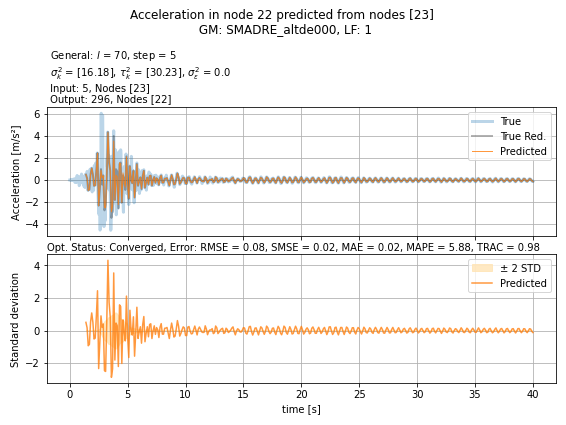 Acceleration in node 22 predicted from nodes [23]
GM: SMADRE_altde000, LF: 1
General: l = 70, step = 5
σ²ₖ = [16.18], τ²ₖ = [30.23], σ²ε = 0.0
Input: 5, Nodes [23]
Output: 296, Nodes [22]
Acceleration [m/s²]
6
4
2
0
−2
−4
True
True Red.
Predicted
Opt. Status: Converged, Error: RMSE = 0.08, SMSE = 0.02, MAE = 0.02, MAPE = 5.88, TRAC = 0.98
Standard deviation
4
2
0
−2
± 2 STD
Predicted
0 5 10 15 20 25 30 35 40
time [s]